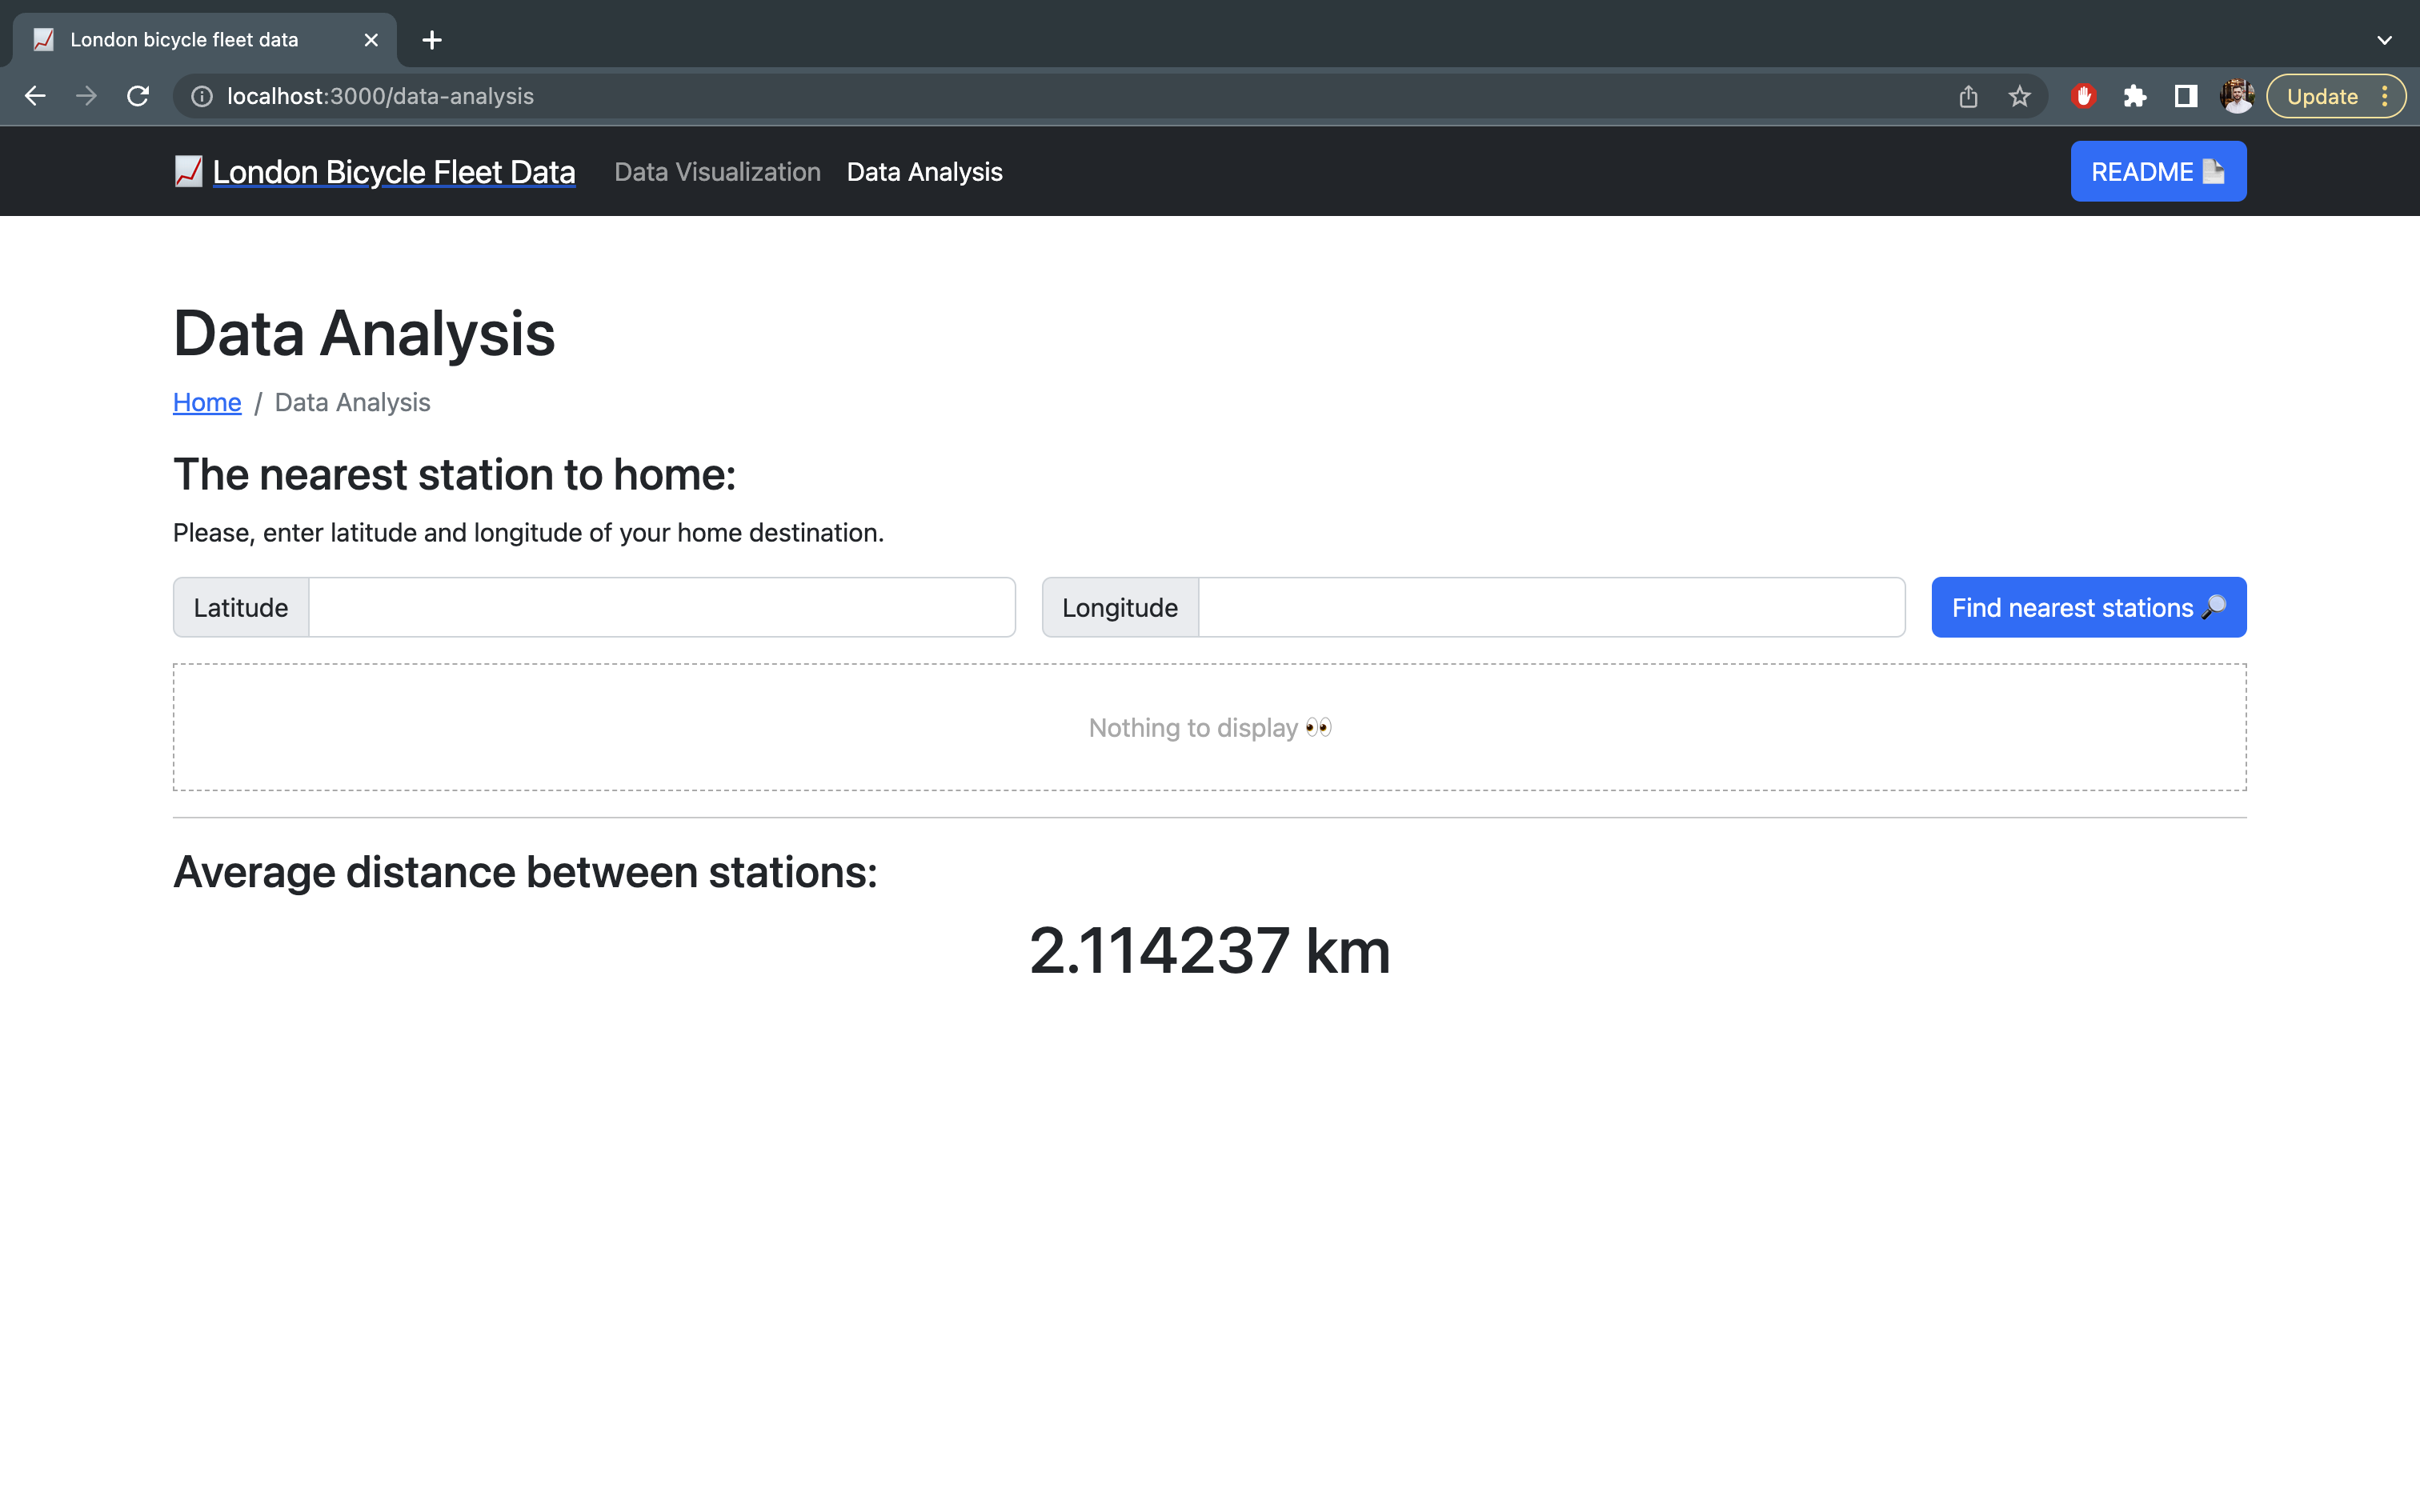 London bicycle fleet data
localhost:3000/data-analysis
Update
London Bicycle Fleet Data Data Visualization Data Analysis README
Data Analysis
Home / Data Analysis
The nearest station to home:
Please, enter latitude and longitude of your home destination.
Latitude Longitude Find nearest stations
Nothing to display
Average distance between stations:
2.114237 km